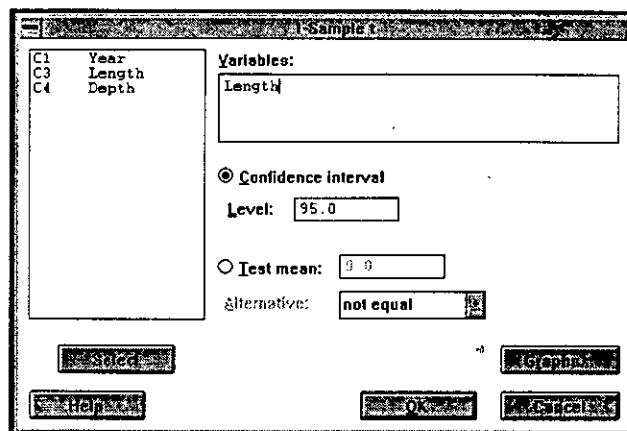 1-Sample t
C1 Year
C3 Length
C4 Depth
Variables:
Length
Confidence interval
Level: 95.0
Test mean:
Alternative: not equal
Select
Graphs...
Help
OK
Cancel